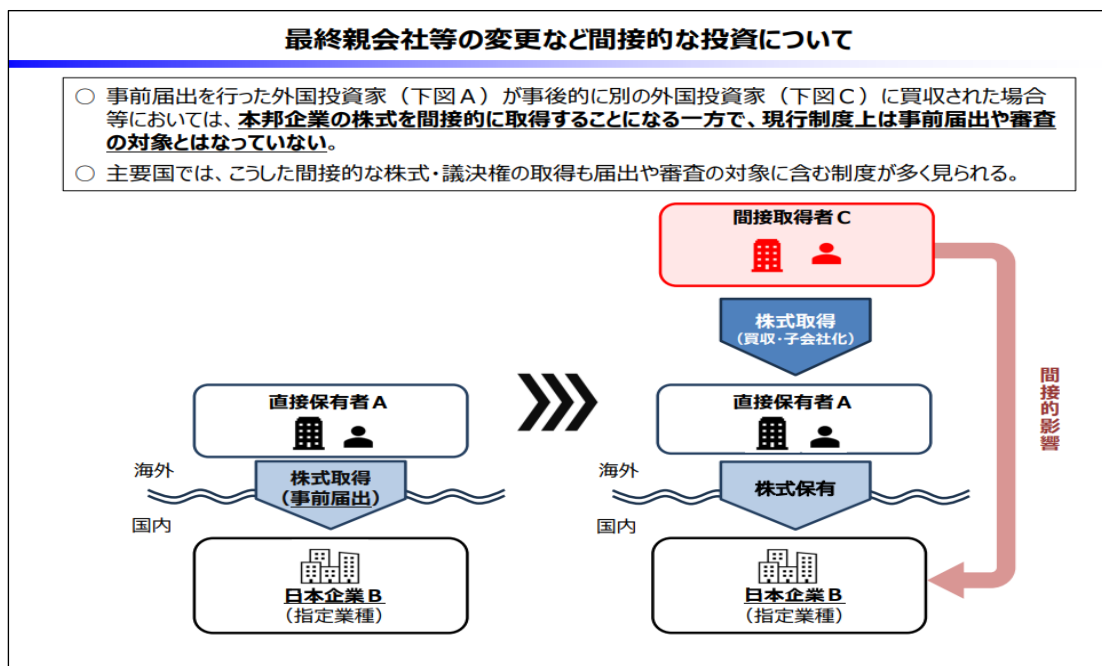 最終親会社等の変更など間接的な投資について
○ 事前届出を行った外国投資家（下図Ａ）が事後的に別の外国投資家（下図Ｃ）に買収された場合
等においては、本邦企業の株式を間接的に取得することになる一方で、現行制度上は事前届出や審査
の対象とはなっていない。
○ 主要国では、こうした間接的な株式・議決権の取得も届出や審査の対象に含む制度が多く見られる。
間接取得者Ｃ
株式取得
（買収・子会社化）
間接的影響
直接保有者Ａ
直接保有者Ａ
海外
株式取得
（事前届出）
海外
株式保有
国内
国内
日本企業Ｂ
（指定業種）
日本企業Ｂ
（指定業種）